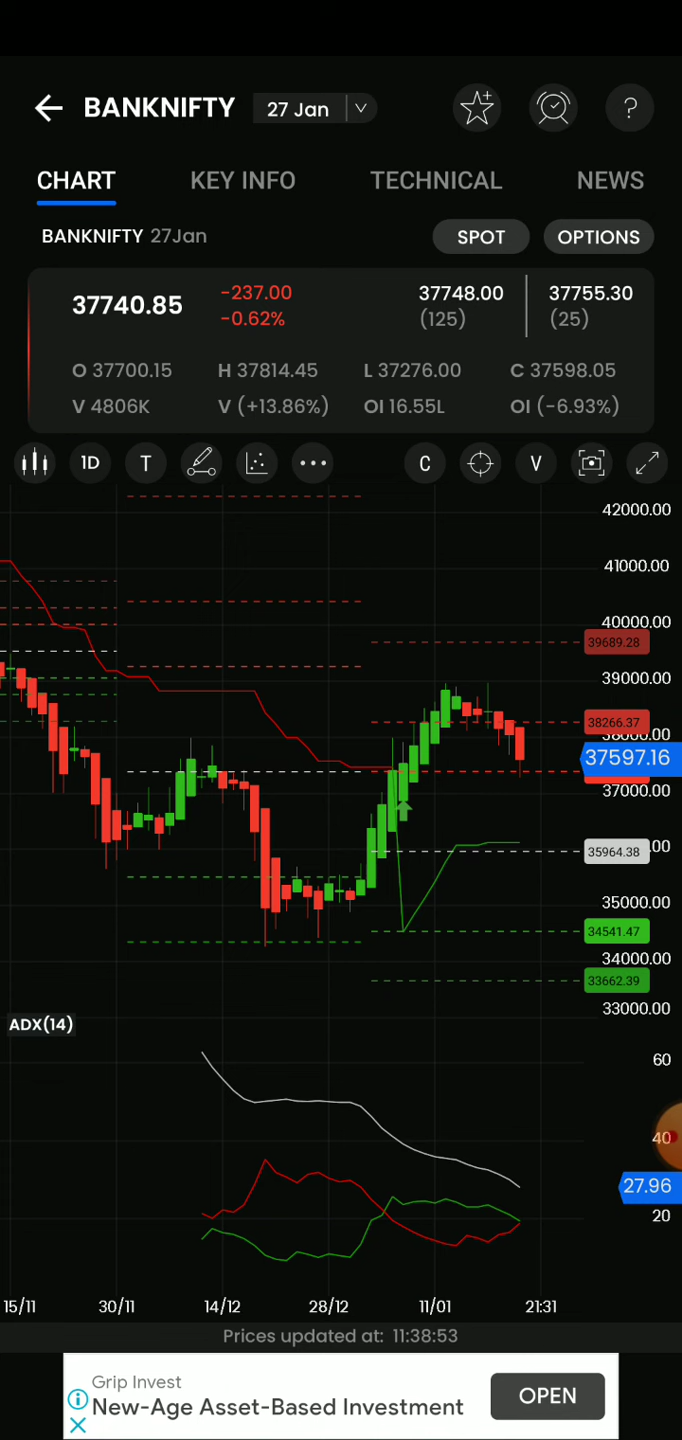 BANKNIFTY 27 Jan ?
CHART KEY INFO TECHNICAL NEWS
BANKNIFTY 27Jan SPOT OPTIONS
37740.85 -237.00 37748.00 37755.30
-0.62% (125) (25)
O 37700.15 H 37814.45 L 37276.00 C 37598.05
V 4806K V (+13.86%) OI 16.55L OI (-6.93%)
1D T C V
42000.00
41000.00
40000.00
39689.28
39000.00
38266.37
38000.00
37597.16
37000.00
35964.38
35000.00
34541.47
34000.00
33662.39
33000.00
ADX(14)
60
40
27.96
20
15/11 30/11 14/12 28/12 11/01 21:31
Prices updated at: 11:38:53
Grip Invest
New-Age Asset-Based Investment
OPEN